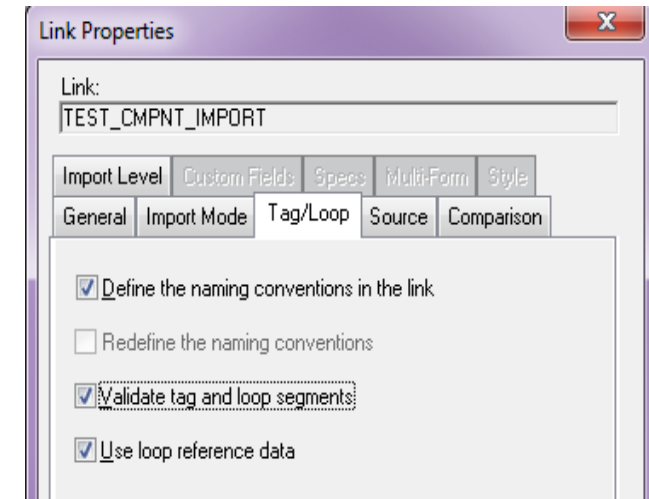 Link Properties
Link:
TEST_CMPNT_IMPORT
Import Level Custom Fields Specs Multi-Form Style
General Import Mode Tag/Loop Source Comparison
Define the naming conventions in the link
Redefine the naming conventions
Validate tag and loop segments
Use loop reference data